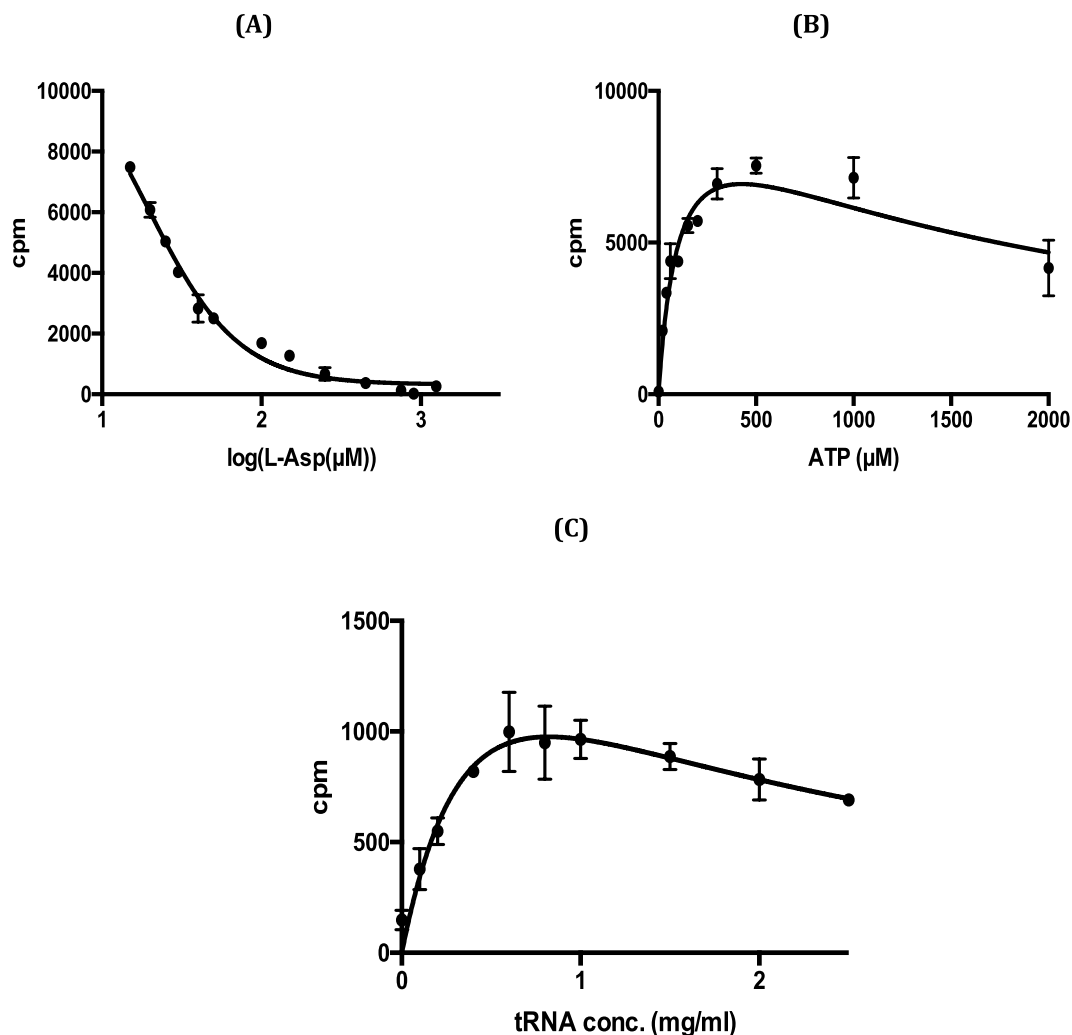 (A)
10000
8000
6000
4000
2000
0
cpm
1 2 3
log(L-Asp(µM))
(B)
10000
5000
0
cpm
0 500 1000 1500 2000
ATP (µM)
(C)
1500
1000
500
0
cpm
0 1 2
tRNA conc. (mg/ml)